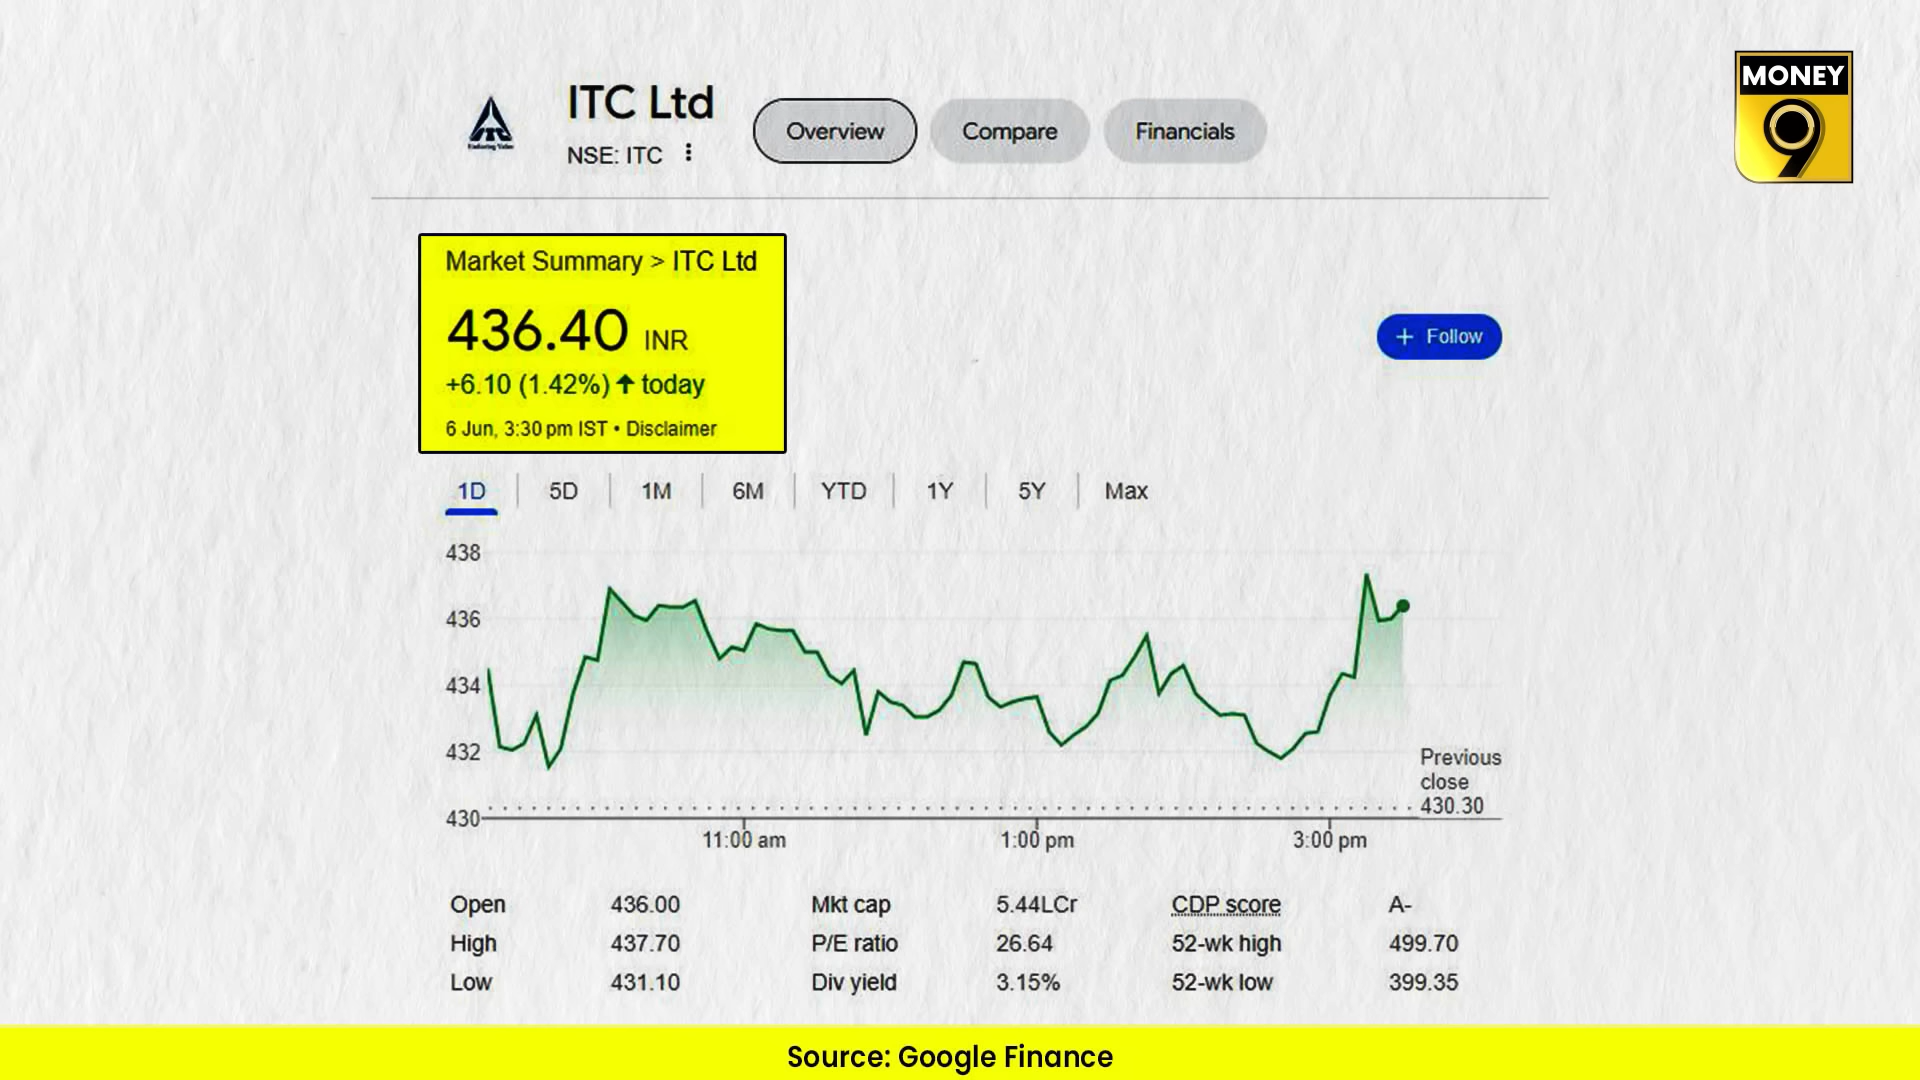 MONEY
9
ITC
Enduring Value
ITC Ltd
NSE: ITC
Overview
Compare
Financials
Market Summary > ITC Ltd
436.40 INR
+6.10 (1.42%) ↑ today
6 Jun, 3:30 pm IST • Disclaimer
+ Follow
1D 5D 1M 6M YTD 1Y 5Y Max
438
436
434
432
430
Previous
close
430.30
11:00 am 1:00 pm 3:00 pm
Open 436.00 Mkt cap 5.44LCr CDP score A-
High 437.70 P/E ratio 26.64 52-wk high 499.70
Low 431.10 Div yield 3.15% 52-wk low 399.35
Source: Google Finance